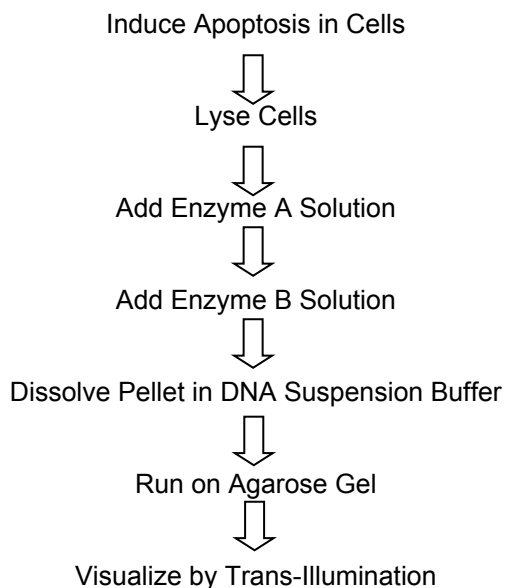 Induce Apoptosis in Cells
Lyse Cells
Add Enzyme A Solution
Add Enzyme B Solution
Dissolve Pellet in DNA Suspension Buffer
Run on Agarose Gel
Visualize by Trans-Illumination